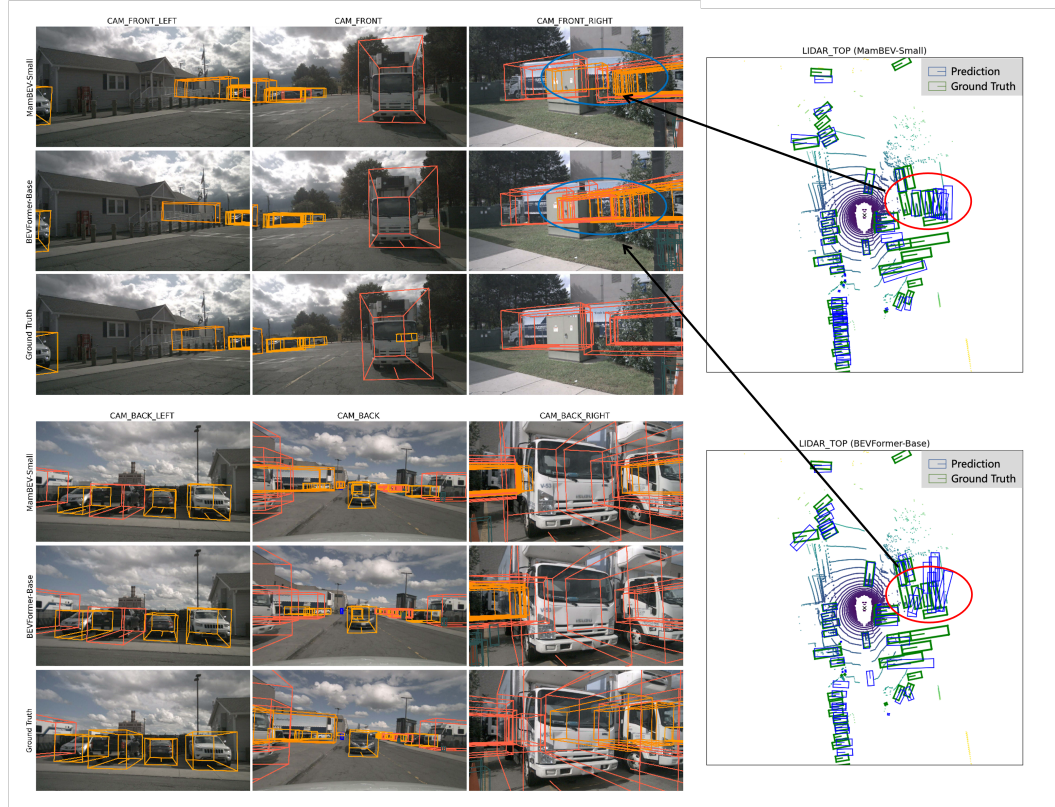 CAM_FRONT_LEFT CAM_FRONT CAM_FRONT_RIGHT
MamBEV-Small
BEVFormer-Base
Ground Truth
LIDAR_TOP (MamBEV-Small)
Prediction
Ground Truth
CAM_BACK_LEFT CAM_BACK CAM_BACK_RIGHT
MamBEV-Small
BEVFormer-Base
Ground Truth
LIDAR_TOP (BEVFormer-Base)
Prediction
Ground Truth